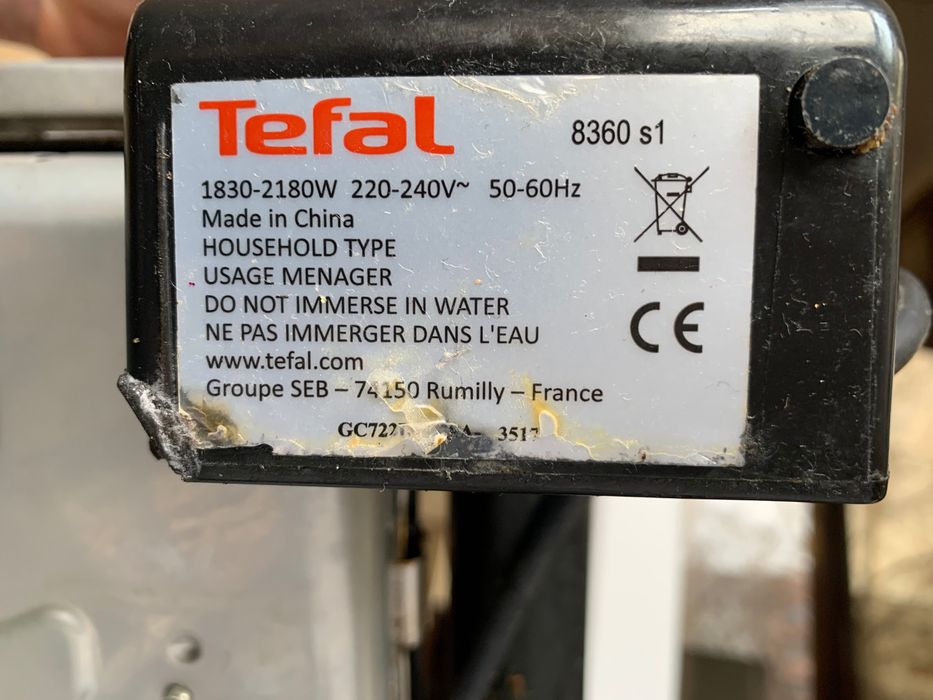 Tefal
8360 s1
1830-2180W 220-240V~ 50-60Hz
Made in China
HOUSEHOLD TYPE
USAGE MENAGER
DO NOT IMMERSE IN WATER
NE PAS IMMERGER DANS L'EAU
www.tefal.com
Groupe SEB – 74150 Rumilly – France
CE